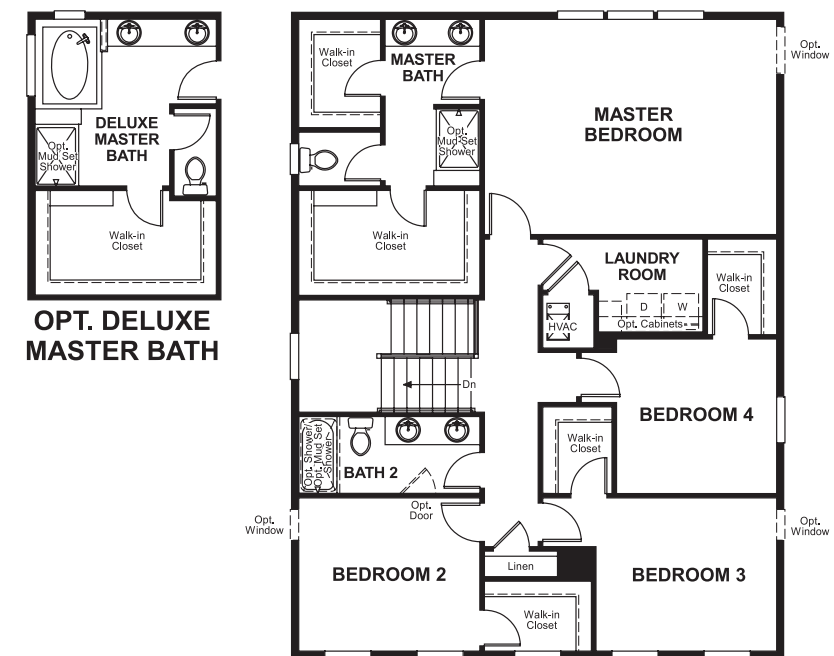 DELUXE
MASTER
BATH
Opt.
Mud Set
Shower
Walk-in
Closet
OPT. DELUXE
MASTER BATH
Walk-in
Closet
MASTER
BATH
Opt.
Mud Set
Shower
MASTER
BEDROOM
Opt.
Window
Walk-in
Closet
LAUNDRY
ROOM
D
W
Opt. Cabinets
HVAC
Walk-in
Closet
Dn
BEDROOM 4
Walk-in
Closet
Opt. Shower/
Opt. Mud Set
Shower
BATH 2
Opt.
Door
Opt.
Window
BEDROOM 2
Linen
Walk-in
Closet
BEDROOM 3
Opt.
Window